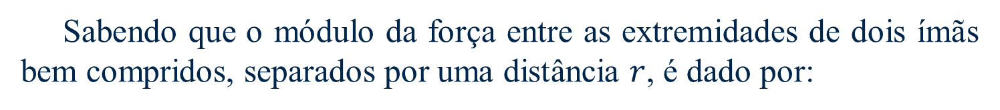 Sabendo que o módulo da força entre as extremidades de dois ímãs
bem compridos, separados por uma distância r, é dado por: